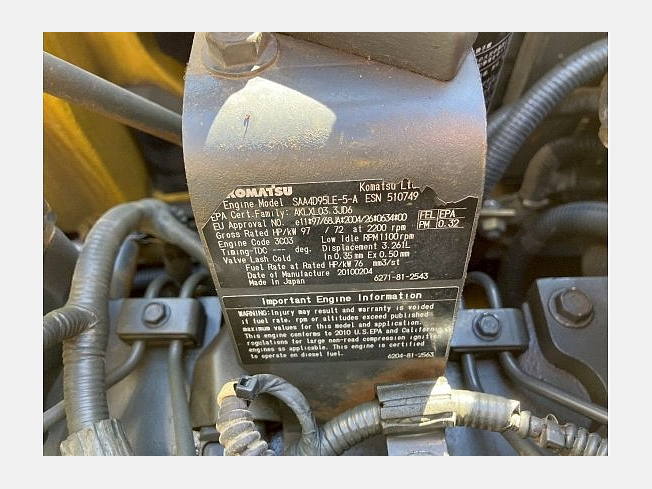 KOMATSU Komatsu Ltd
Engine Model SAA4D95LE-5-A ESN 510749
EPA Cert.Family: AKLXL03.3JD6
EU Approval NO. e11*97/68JA*2004/26*0634*00
FEL EPA
PM 0.32
Gross Rated HP/kW 97 / 72 at 2200 rpm
Engine Code 3C03 Low Idle RPM 1100 rpm
Timing-TDC --- deg. Displacement 3.261L
Valve Lash Cold In 0.35 mm Ex 0.50 mm
Fuel Rate at Rated HP/kW 76 mm3/st
Date of Manufacture 20100204
Made in Japan 6271-81-2543
Important Engine Information
WARNING: Injury may result and warranty is voided
if fuel rate, rpm or altitudes exceed published
maximum values for this model and application.
This engine conforms to 2010 U.S.EPA and California
regulations for large non-road compression ignition
engines as applicable. This engine is certified
to operate on diesel fuel. 6204-81-2563